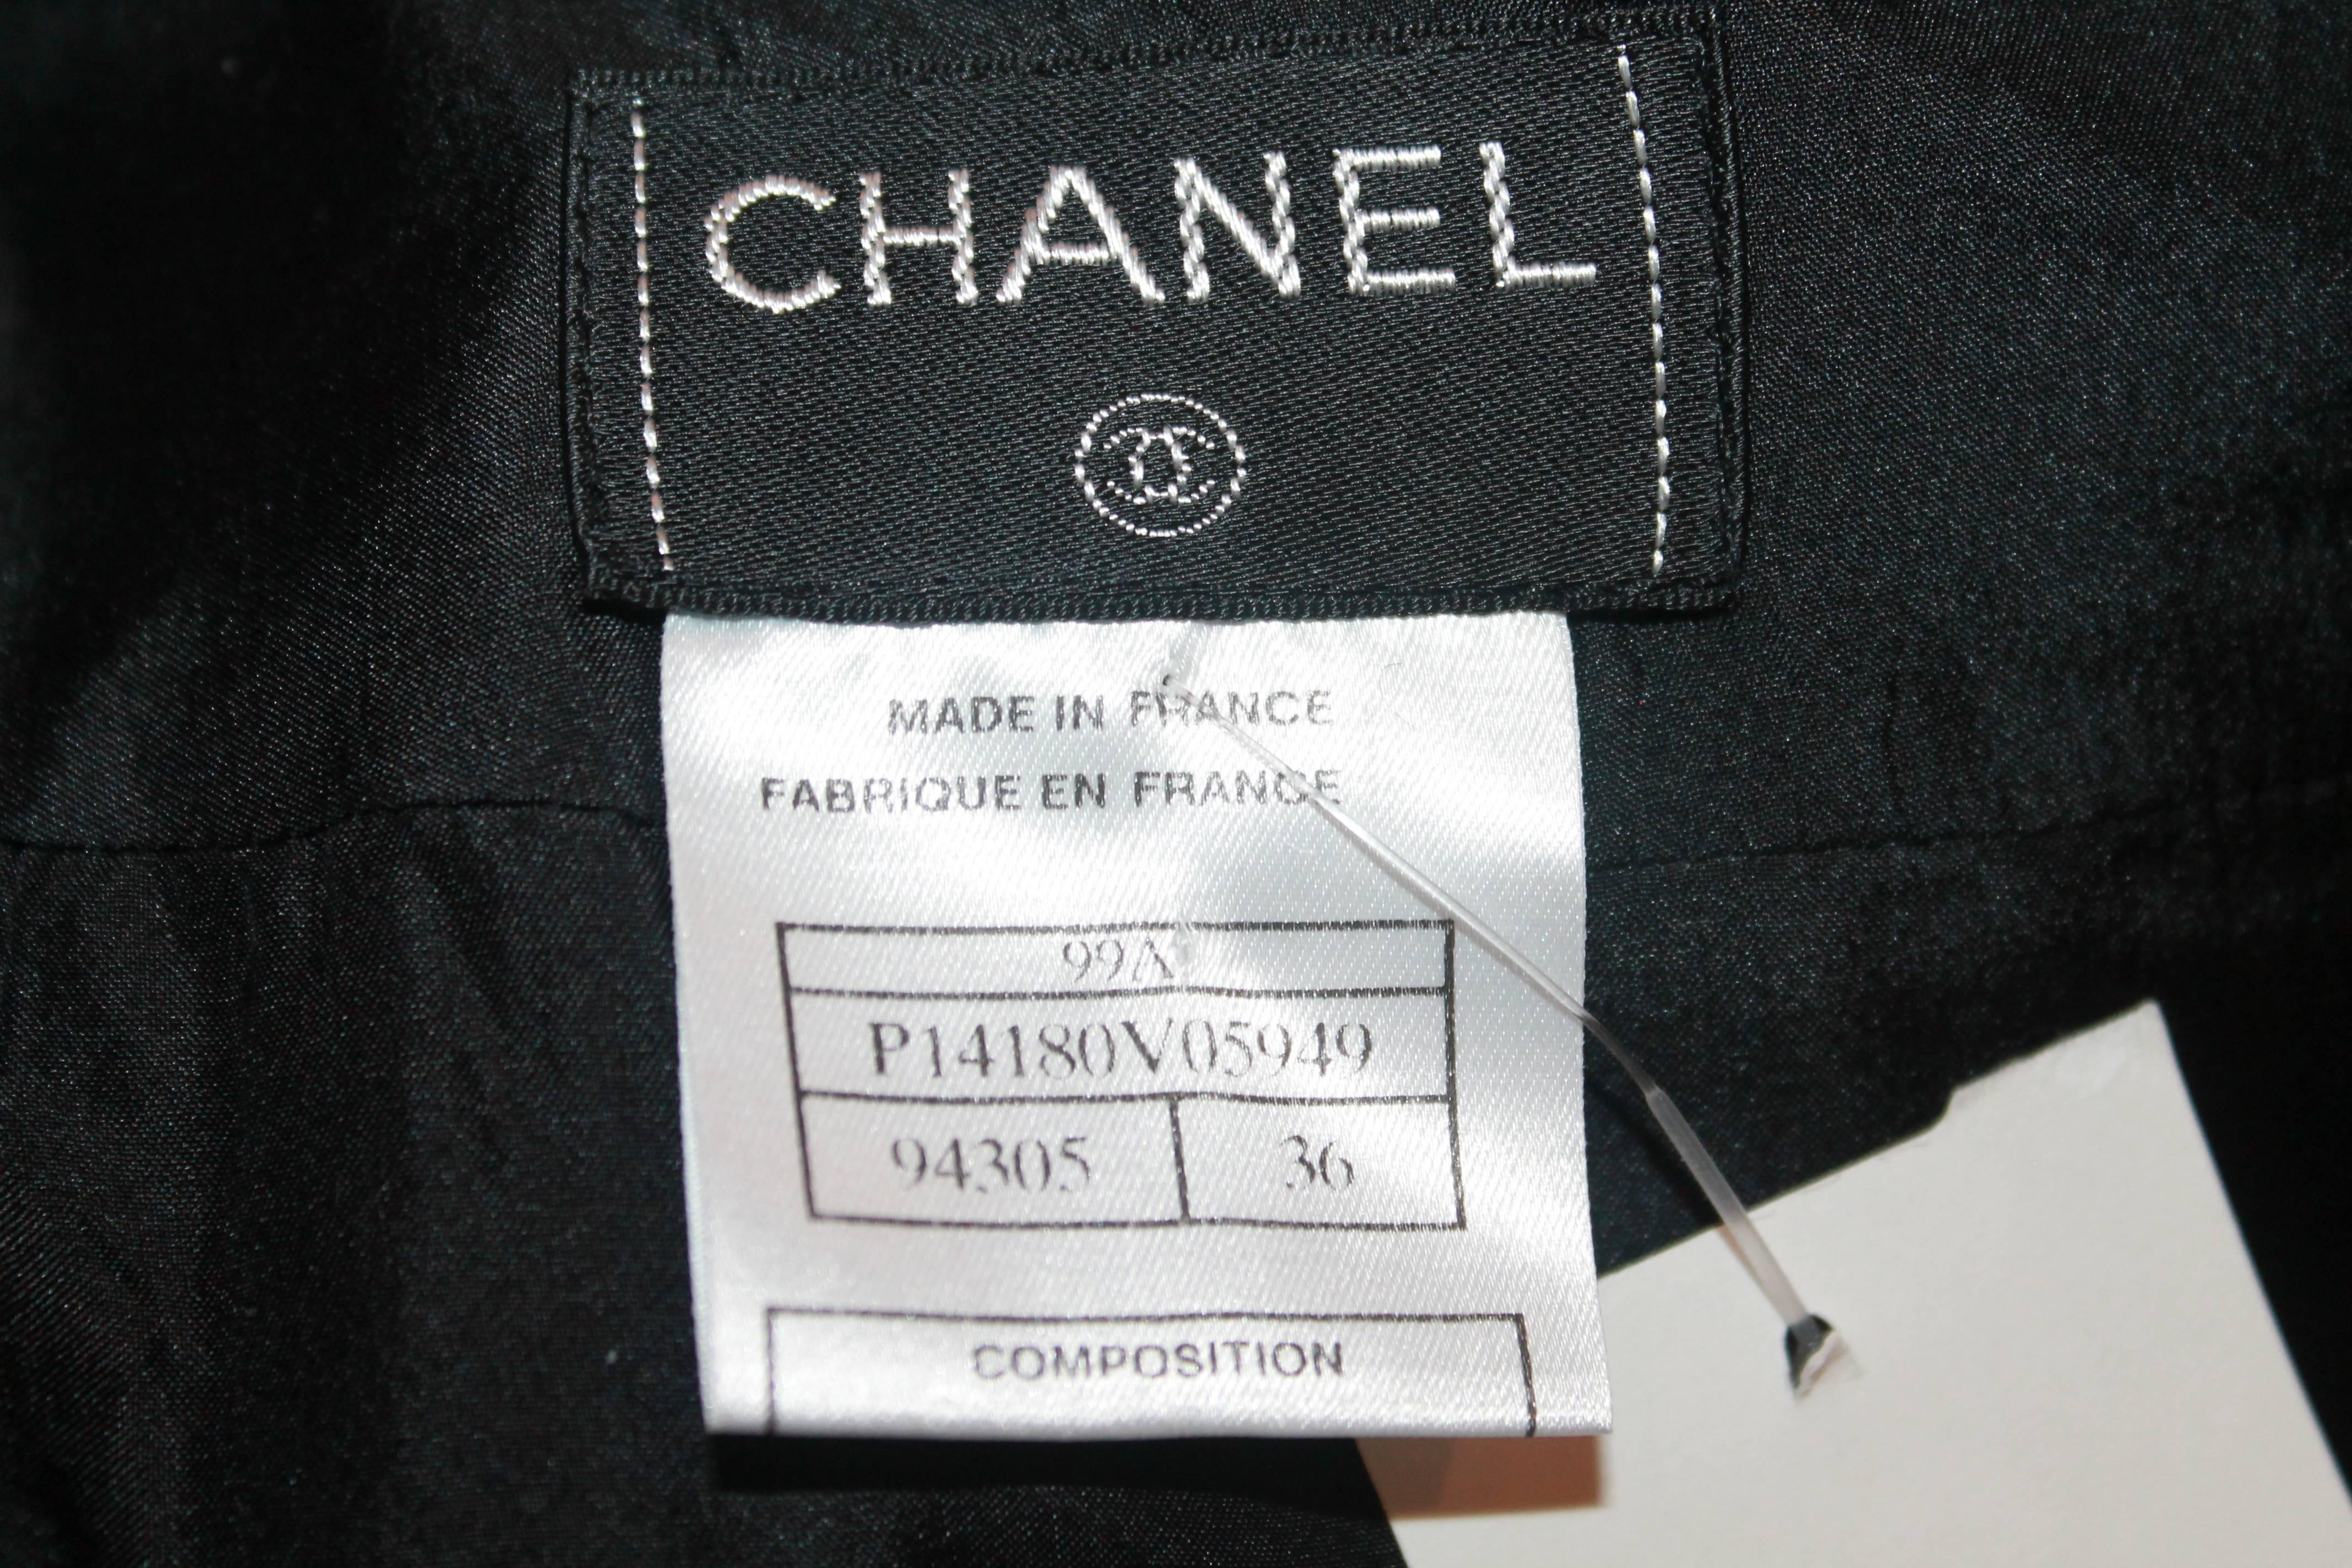 CHANEL
MADE IN FRANCE
FABRIQUE EN FRANCE
99A
P14180V05949
94305 36
COMPOSITION